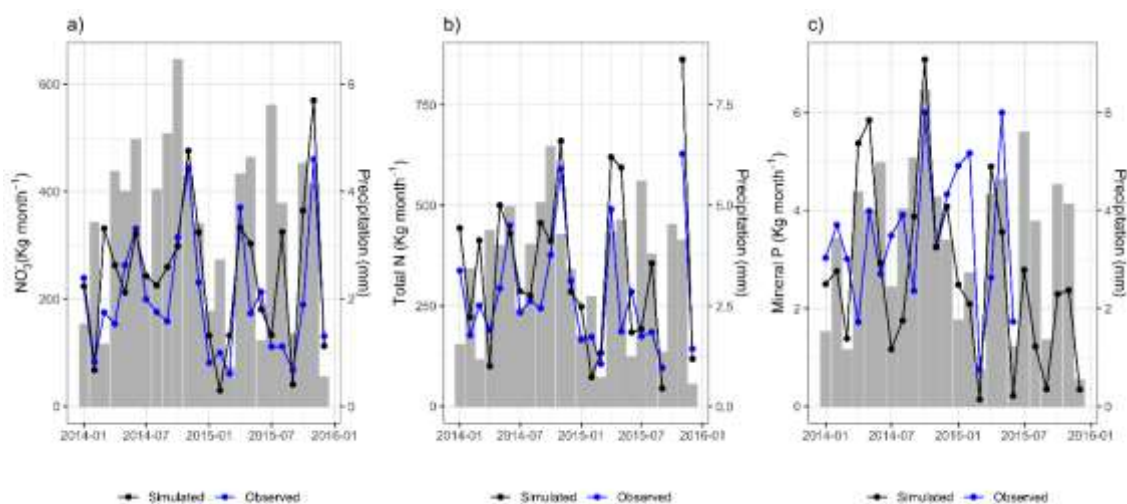 a)
NO₃⁻(Kg month⁻¹)
600
400
200
0
6
4
2
0
Precipitation (mm)
2014-01 2014-07 2015-01 2015-07 2016-01
Simulated Observed
b)
Total N (Kg month⁻¹)
750
500
250
0
7.5
5.0
2.5
0.0
Precipitation (mm)
2014-01 2014-07 2015-01 2015-07 2016-01
Simulated Observed
c)
Mineral P (Kg month⁻¹)
6
4
2
0
6
4
2
0
Precipitation (mm)
2014-01 2014-07 2015-01 2015-07 2016-01
Simulated Observed